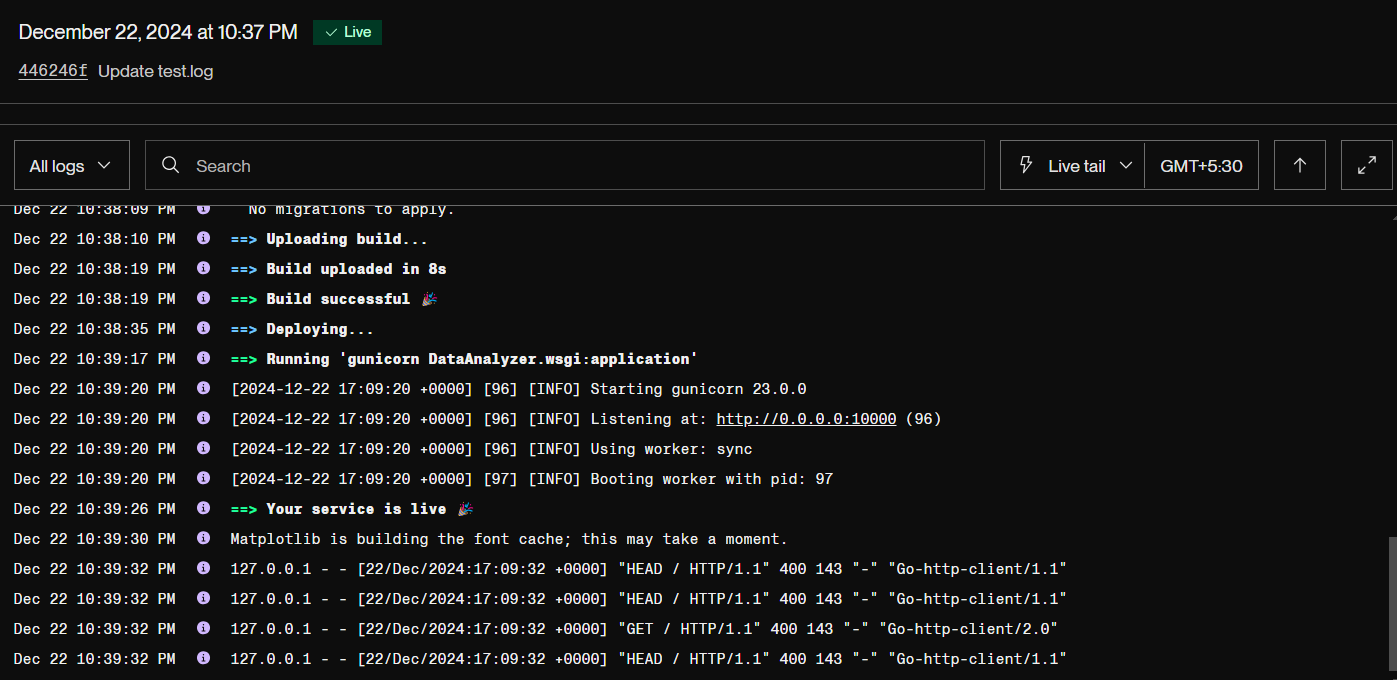 December 22, 2024 at 10:37 PM ✓ Live
446246f Update test.log
All logs Search Live tail GMT+5:30
Dec 22 10:38:09 PM No migrations to apply.
Dec 22 10:38:10 PM ==> Uploading build...
Dec 22 10:38:19 PM ==> Build uploaded in 8s
Dec 22 10:38:19 PM ==> Build successful 🎉
Dec 22 10:38:35 PM ==> Deploying...
Dec 22 10:39:17 PM ==> Running 'gunicorn DataAnalyzer.wsgi:application'
Dec 22 10:39:20 PM [2024-12-22 17:09:20 +0000] [96] [INFO] Starting gunicorn 23.0.0
Dec 22 10:39:20 PM [2024-12-22 17:09:20 +0000] [96] [INFO] Listening at: http://0.0.0.0:10000 (96)
Dec 22 10:39:20 PM [2024-12-22 17:09:20 +0000] [96] [INFO] Using worker: sync
Dec 22 10:39:20 PM [2024-12-22 17:09:20 +0000] [97] [INFO] Booting worker with pid: 97
Dec 22 10:39:26 PM ==> Your service is live 🎉
Dec 22 10:39:30 PM Matplotlib is building the font cache; this may take a moment.
Dec 22 10:39:32 PM 127.0.0.1 - - [22/Dec/2024:17:09:32 +0000] "HEAD / HTTP/1.1" 400 143 "-" "Go-http-client/1.1"
Dec 22 10:39:32 PM 127.0.0.1 - - [22/Dec/2024:17:09:32 +0000] "HEAD / HTTP/1.1" 400 143 "-" "Go-http-client/1.1"
Dec 22 10:39:32 PM 127.0.0.1 - - [22/Dec/2024:17:09:32 +0000] "GET / HTTP/1.1" 400 143 "-" "Go-http-client/2.0"
Dec 22 10:39:32 PM 127.0.0.1 - - [22/Dec/2024:17:09:32 +0000] "HEAD / HTTP/1.1" 400 143 "-" "Go-http-client/1.1"